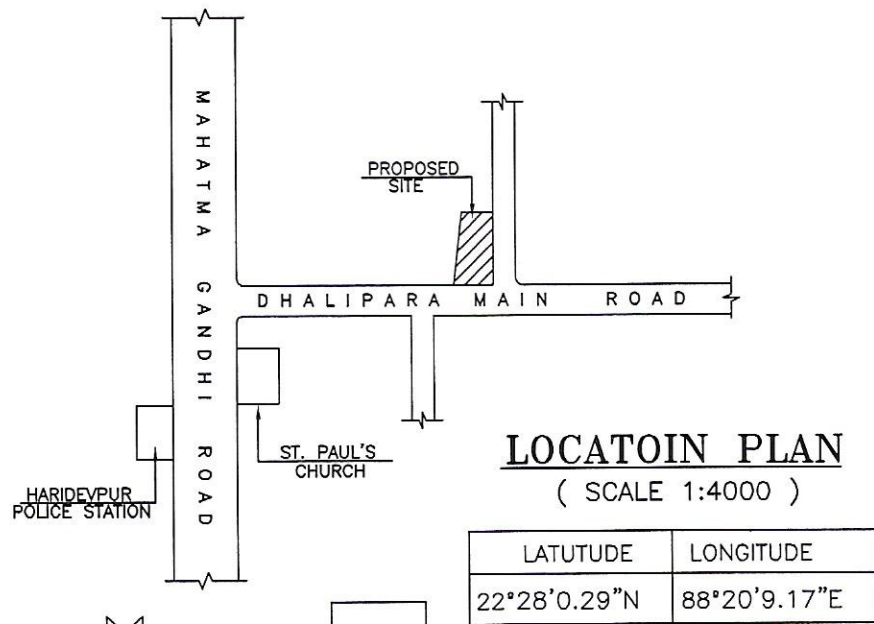 MAHATMA GANDHI ROAD
PROPOSED
SITE
DHALIPARA MAIN ROAD
ST. PAUL'S
CHURCH
HARIDEVPUR
POLICE STATION
LOCATOIN PLAN
( SCALE 1:4000 )
LATUTUDE LONGITUDE
22°28'0.29"N 88°20'9.17"E